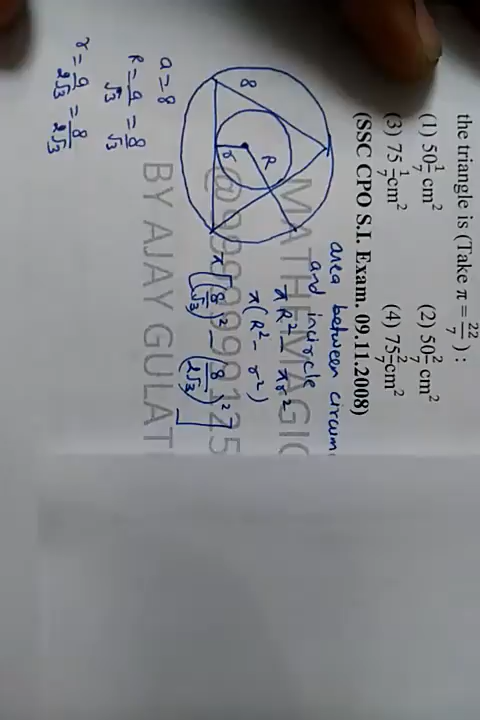 the triangle is (Take π = 22/7) :
(1) 50 1/7 cm² (2) 50 2/7 cm²
(3) 75 1/7 cm² (4) 75 2/7 cm²
(SSC CPO S.I. Exam. 09.11.2008)
area between circum
and incircle
πR² − πr²
π(R² − r²)
π[(8/√3)² − (8/2√3)²]
8
R
r
a = 8
R = a/√3 = 8/√3
r = a/2√3 = 8/2√3
MATHEMAGIC
BY AJAY GULAT